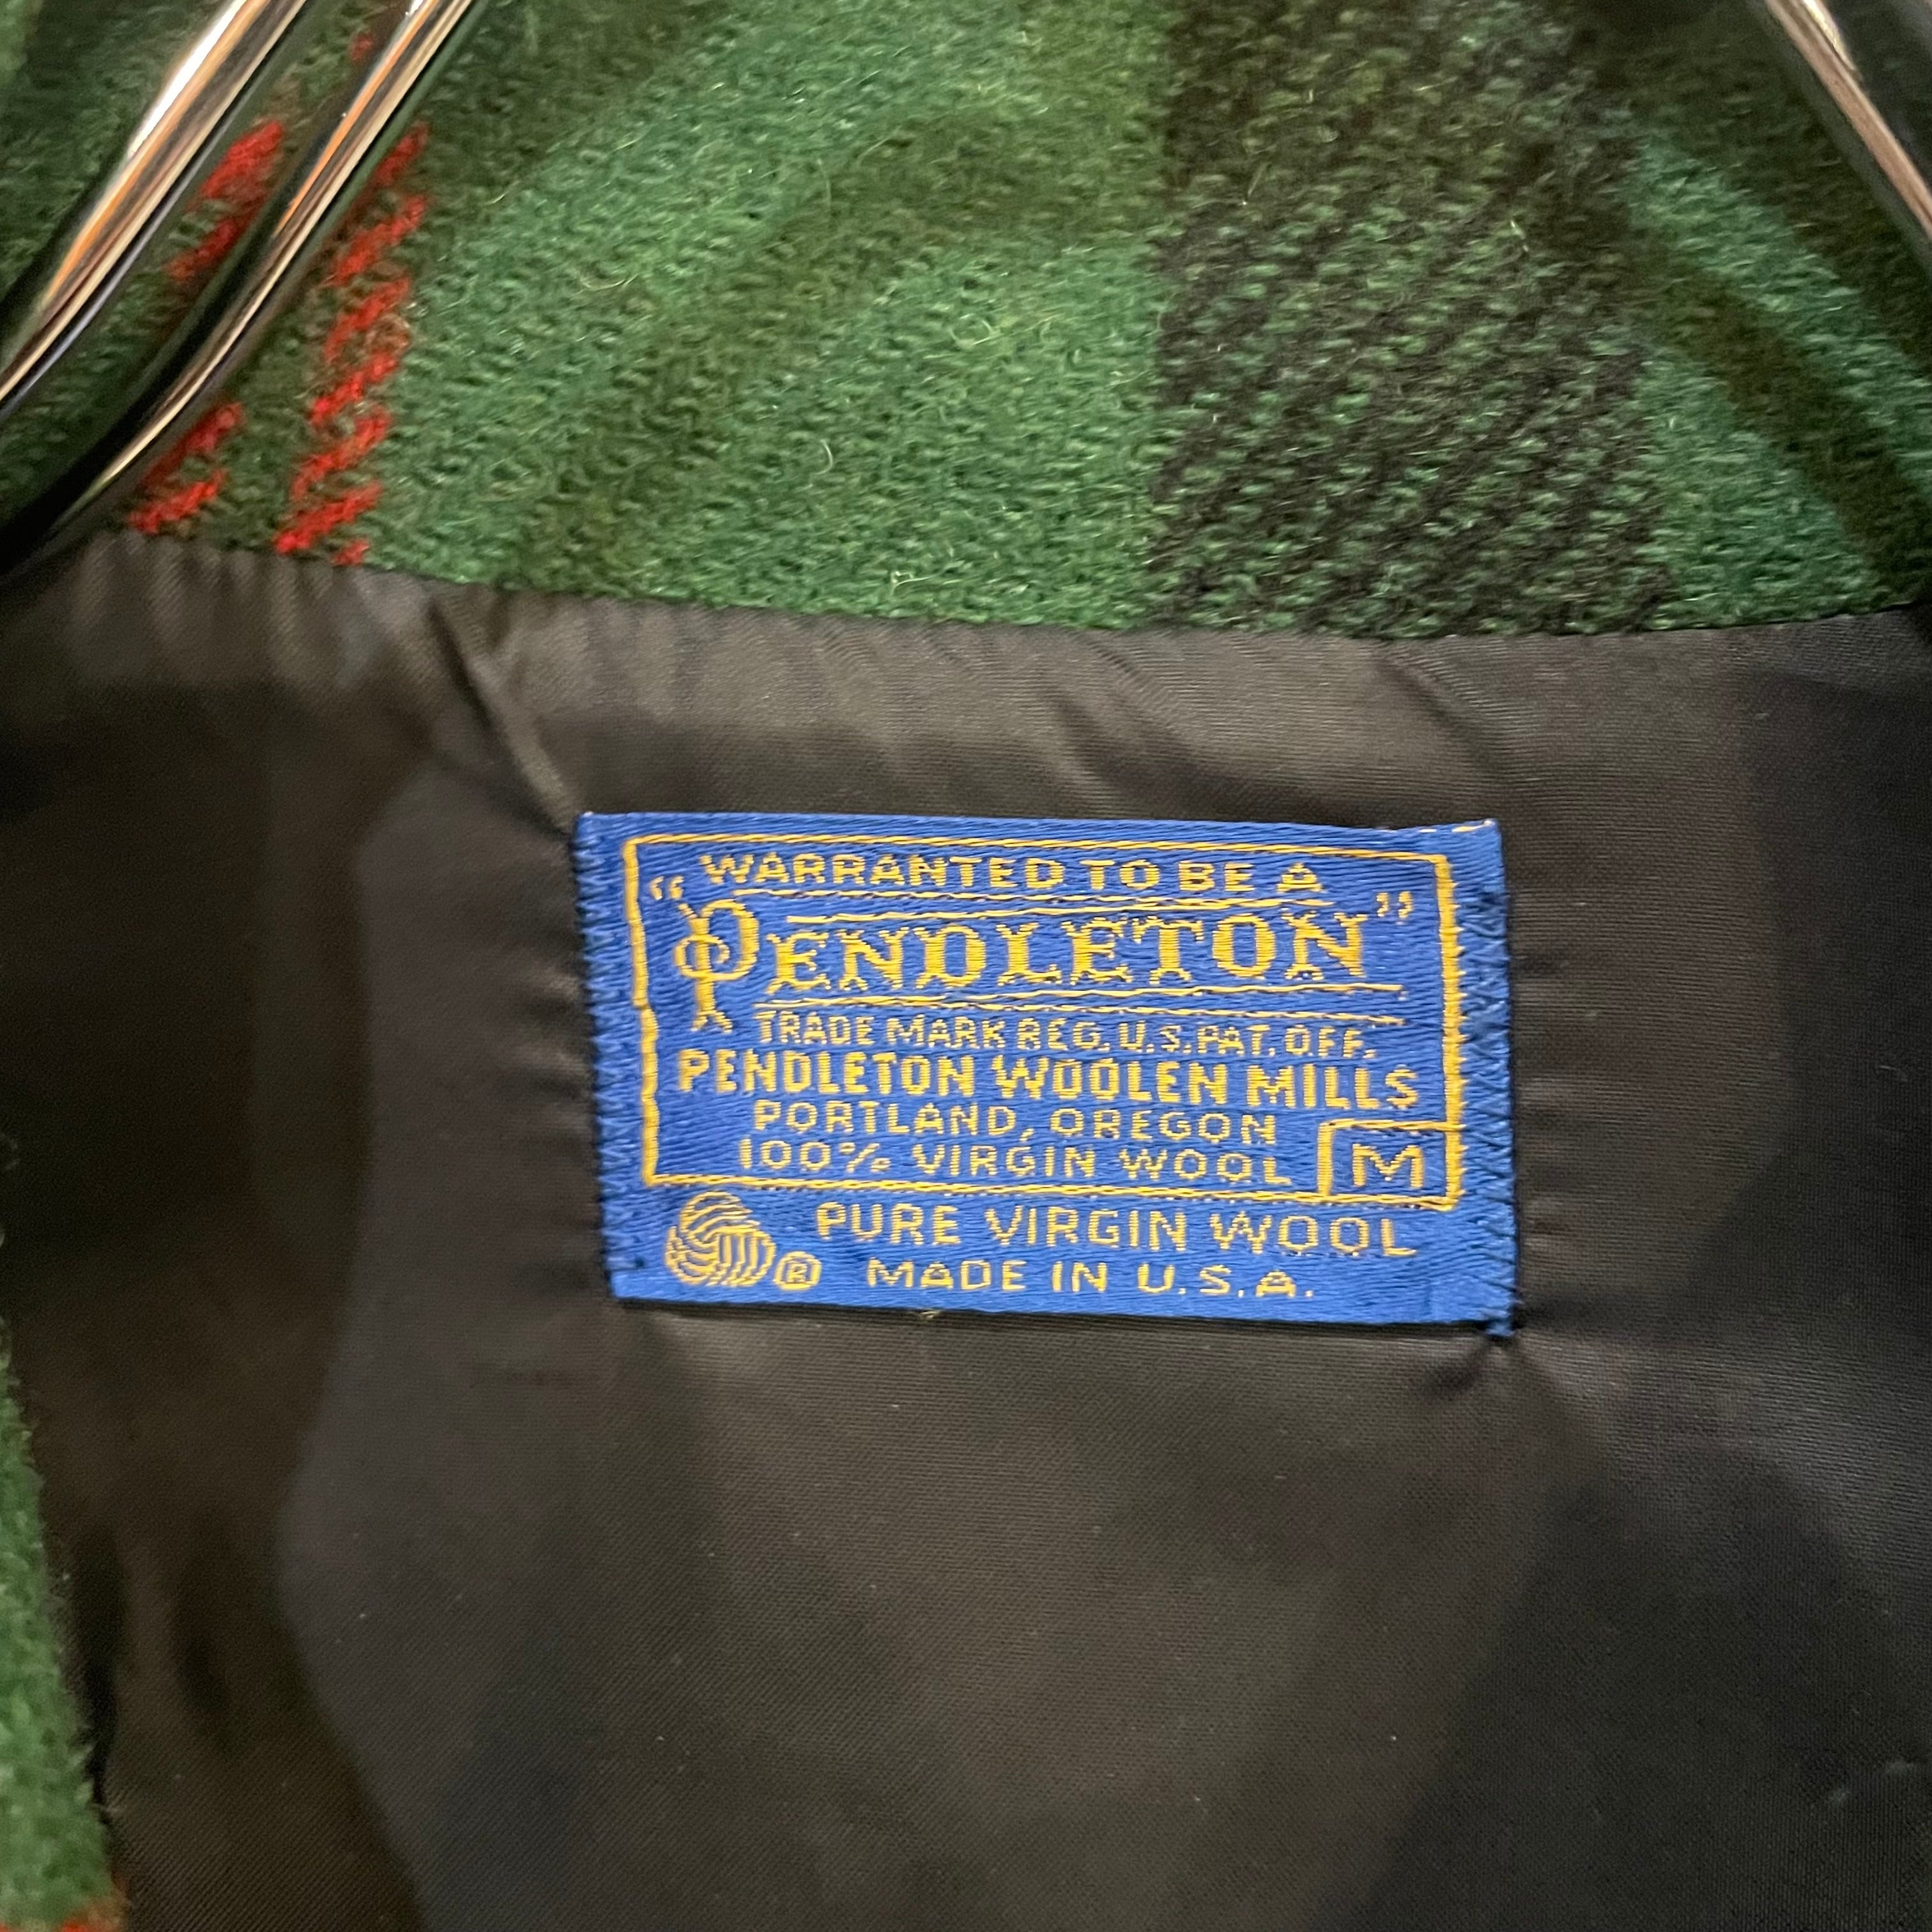 WARRANTED TO BE A
"PENDLETON"
TRADE MARK REG. U.S. PAT. OFF.
PENDLETON WOOLEN MILLS
PORTLAND, OREGON
100% VIRGIN WOOL M
PURE VIRGIN WOOL
® MADE IN U.S.A.